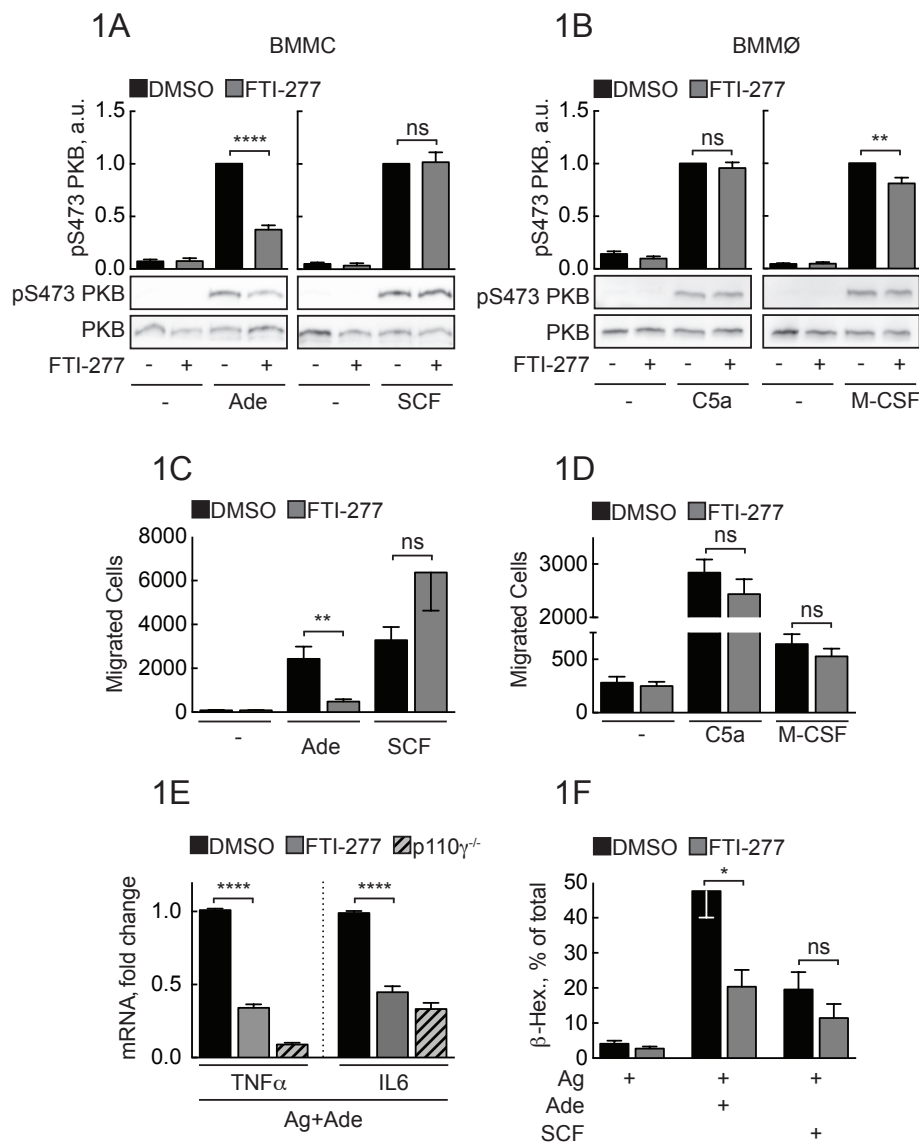 1A
BMMC
DMSO FTI-277
pS473 PKB, a.u.
1.5
1.0
0.5
0.0
****
ns
pS473 PKB
PKB
FTI-277 - + - + - + - +
- Ade - SCF
1B
BMMØ
DMSO FTI-277
pS473 PKB, a.u.
1.5
1.0
0.5
0.0
ns
**
pS473 PKB
PKB
FTI-277 - + - + - + - +
- C5a - M-CSF
1C
DMSO FTI-277
Migrated Cells
8000
6000
4000
2000
0
**
ns
- Ade SCF
1D
DMSO FTI-277
Migrated Cells
3000
2000
500
0
ns
ns
- C5a M-CSF
1E
DMSO FTI-277 p110γ-/-
mRNA, fold change
1.0
0.5
0.0
****
****
TNFα IL6
Ag+Ade
1F
DMSO FTI-277
β-Hex., % of total
50
40
30
20
10
0
*
ns
Ag + + +
Ade +
SCF +